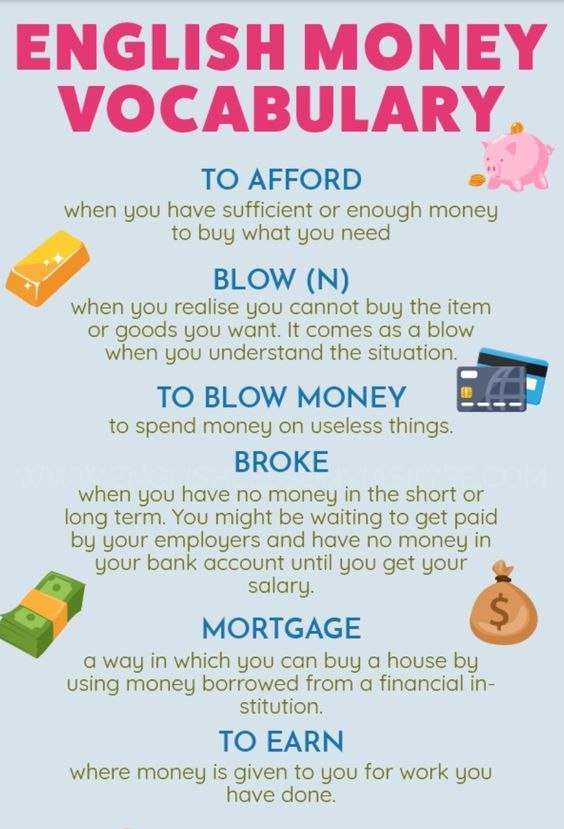 ENGLISH MONEY
VOCABULARY
TO AFFORD
when you have sufficient or enough money
to buy what you need
BLOW (N)
when you realise you cannot buy the item
or goods you want. It comes as a blow
when you understand the situation.
TO BLOW MONEY
to spend money on useless things.
BROKE
when you have no money in the short or
long term. You might be waiting to get paid
by your employers and have no money in
your bank account until you get your
salary.
MORTGAGE
a way in which you can buy a house by
using money borrowed from a financial in-
stitution.
TO EARN
where money is given to you for work you
have done.